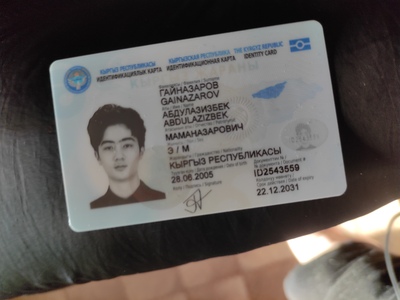 КЫРГЫЗ РЕСПУБЛИКАСЫ КЫРГЫЗСКАЯ РЕСПУБЛИКА THE KYRGYZ REPUBLIC
ИДЕНТИФИКАЦИЯЛЫК КАРТА ИДЕНТИФИКАЦИОННАЯ КАРТА IDENTITY CARD
ГАЙНАЗАРОВ
GAINAZAROV
АБДУЛАЗИЗБЕК
ABDULAZIZBEK
МАМАНАЗАРОВИЧ
Э / М
КЫРГЫЗ РЕСПУБЛИКАСЫ
28.06.2005
ID2543559
22.12.2031